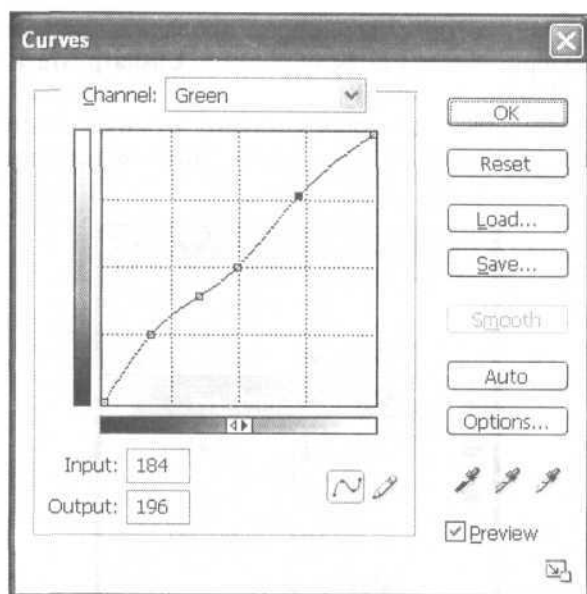 Curves
Channel: Green
OK
Reset
Load...
Save...
Smooth
Auto
Options...
Input: 184
Output: 196
Preview